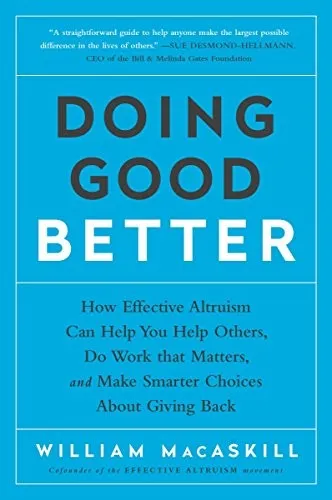 “A straightforward guide to help anyone make the largest possible
difference in the lives of others.”—SUE DESMOND-HELLMANN,
CEO of the Bill & Melinda Gates Foundation
DOING
GOOD
BETTER
How Effective Altruism
Can Help You Help Others,
Do Work that Matters,
and Make Smarter Choices
About Giving Back
WILLIAM MACASKILL
Cofounder of the EFFECTIVE ALTRUISM movement